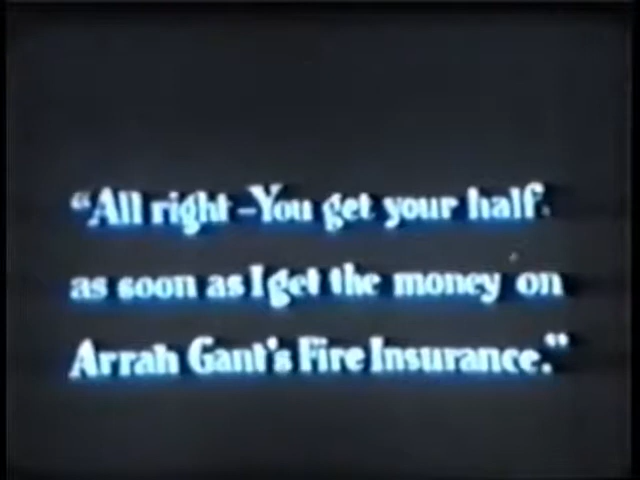 "All right - You get your half
as soon as I get the money on
Arrah Gant's Fire Insurance."